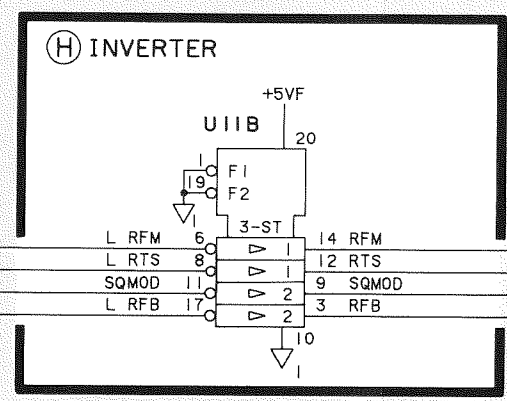 H INVERTER
+5VF
U11B
20
1 F1
19 F2
1
3-ST
L RFM 6 1 14 RFM
L RTS 8 1 12 RTS
SQMOD 11 2 9 SQMOD
L RFB 17 2 3 RFB
10
1